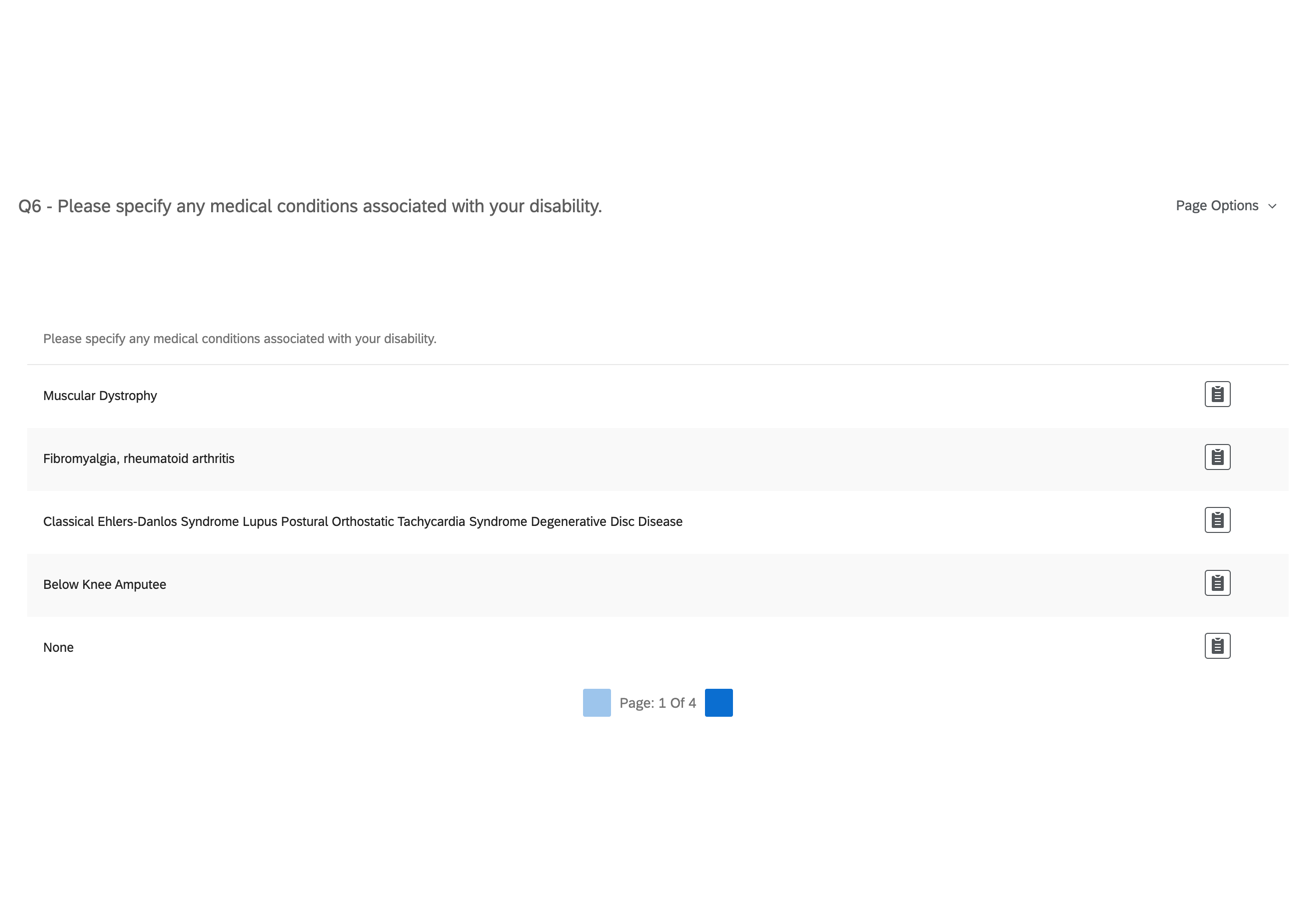 Q6 - Please specify any medical conditions associated with your disability.
Page Options
Please specify any medical conditions associated with your disability.
Muscular Dystrophy
Fibromyalgia, rheumatoid arthritis
Classical Ehlers-Danlos Syndrome Lupus Postural Orthostatic Tachycardia Syndrome Degenerative Disc Disease
Below Knee Amputee
None
Page: 1 Of 4